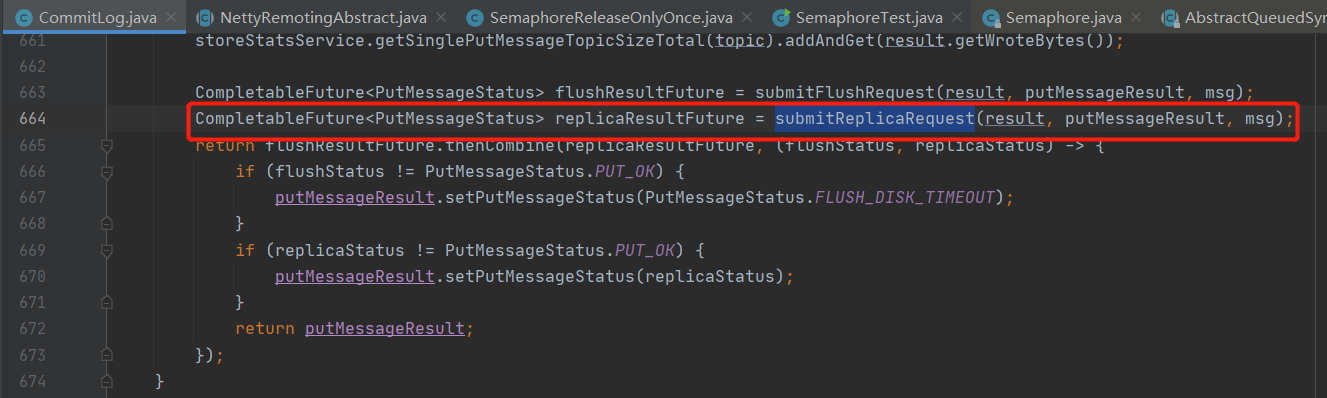 CommitLog.java × NettyRemotingAbstract.java × SemaphoreReleaseOnlyOnce.java × SemaphoreTest.java × Semaphore.java × AbstractQueuedSyn
661 storeStatsService.getSinglePutMessageTopicSizeTotal(topic).addAndGet(result.getWroteBytes());
662
663 CompletableFuture<PutMessageStatus> flushResultFuture = submitFlushRequest(result, putMessageResult, msg);
664 CompletableFuture<PutMessageStatus> replicaResultFuture = submitReplicaRequest(result, putMessageResult, msg);
665 return flushResultFuture.thenCombine(replicaResultFuture, (flushStatus, replicaStatus) -> {
666 if (flushStatus != PutMessageStatus.PUT_OK) {
667 putMessageResult.setPutMessageStatus(PutMessageStatus.FLUSH_DISK_TIMEOUT);
668 }
669 if (replicaStatus != PutMessageStatus.PUT_OK) {
670 putMessageResult.setPutMessageStatus(replicaStatus);
671 }
672 return putMessageResult;
673 });
674 }